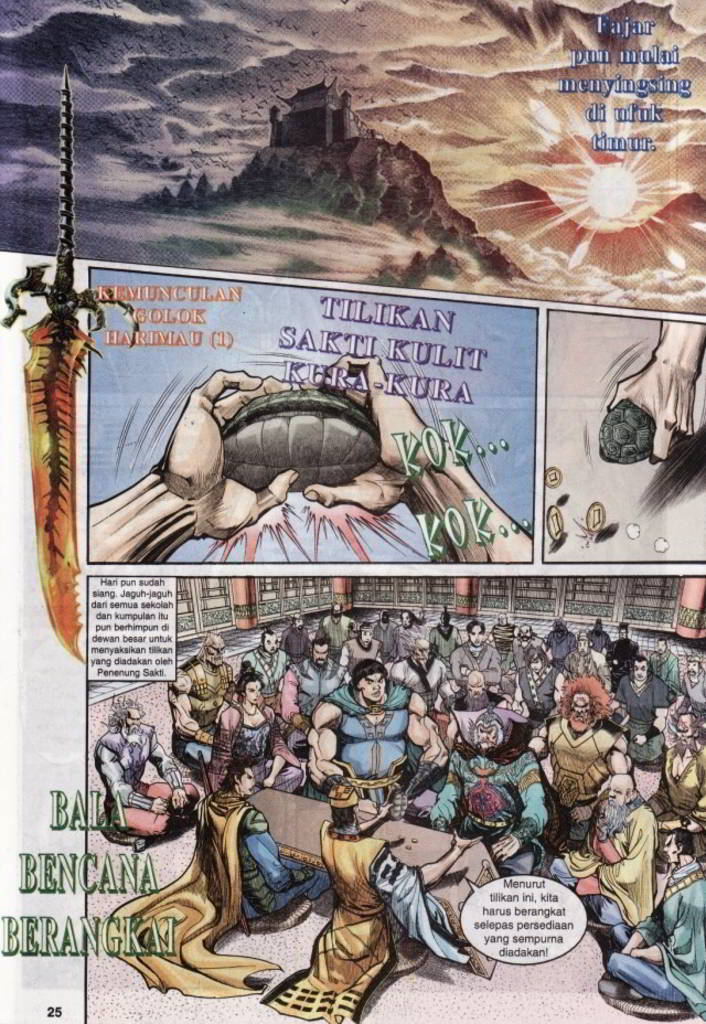 Fajar
pun mulai
menyingsing
di ufuk
timur.
KEMUNCULAN
GOLOK
HARIMAU (1)
TILIKAN
SAKTI KULIT
KURA-KURA
KOK...
KOK...
Hari pun sudah
siang. Jaguh-jaguh
dari semua sekolah
dan kumpulan itu
pun berhimpun di
dewan besar untuk
menyaksikan tilikan
yang diadakan oleh
Penenung Sakti.
BALA
BENCANA
BERANGKAI
Menurut
tilikan ini, kita
harus berangkat
selepas persediaan
yang sempurna
diadakan!
25